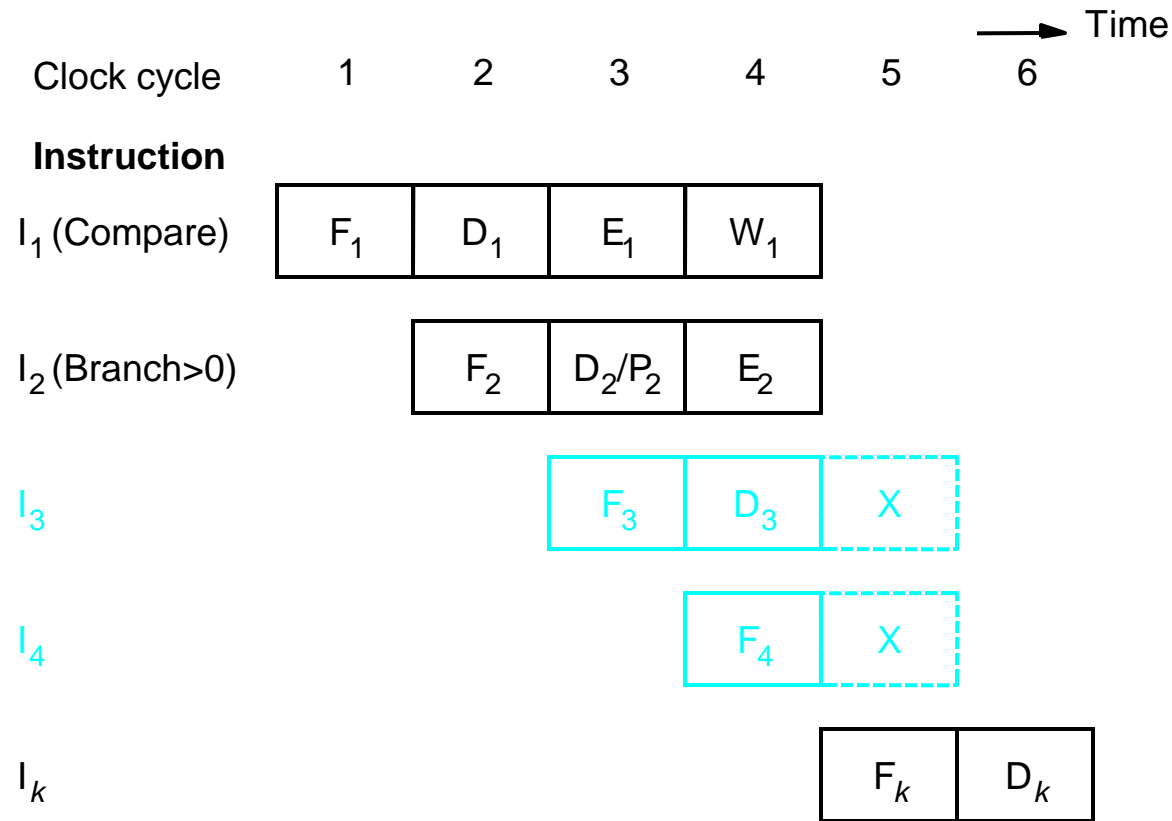 Time
Clock cycle 1 2 3 4 5 6
Instruction
I1 (Compare) F1 D1 E1 W1
I2 (Branch>0) F2 D2/P2 E2
I3 F3 D3 X
I4 F4 X
Ik Fk Dk